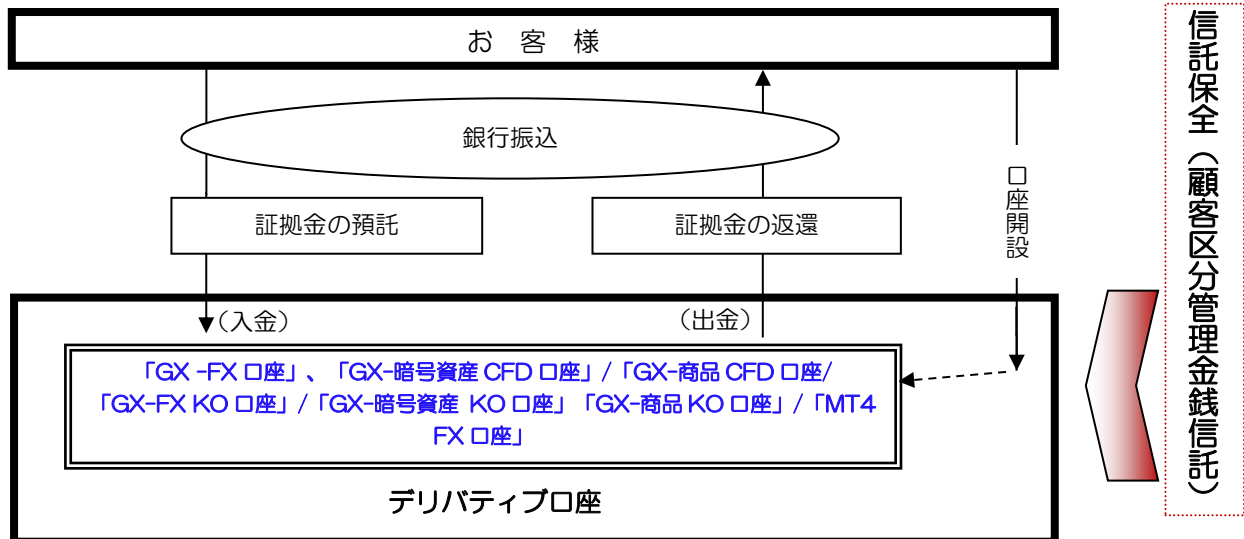 お 客 様
銀行振込
証拠金の預託
証拠金の返還
口座開設
（入金）
（出金）
「GX -FX 口座」、「GX-暗号資産 CFD 口座」/「GX-商品 CFD 口座/
「GX-FX KO 口座」/「GX-暗号資産 KO 口座」「GX-商品 KO 口座」/「MT4
FX 口座」
デリバティブ口座
信託保全（顧客区分管理金銭信託）